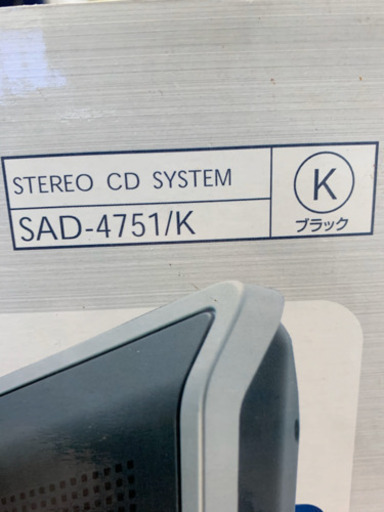 STEREO CD SYSTEM
SAD-4751/K
K
ブラック